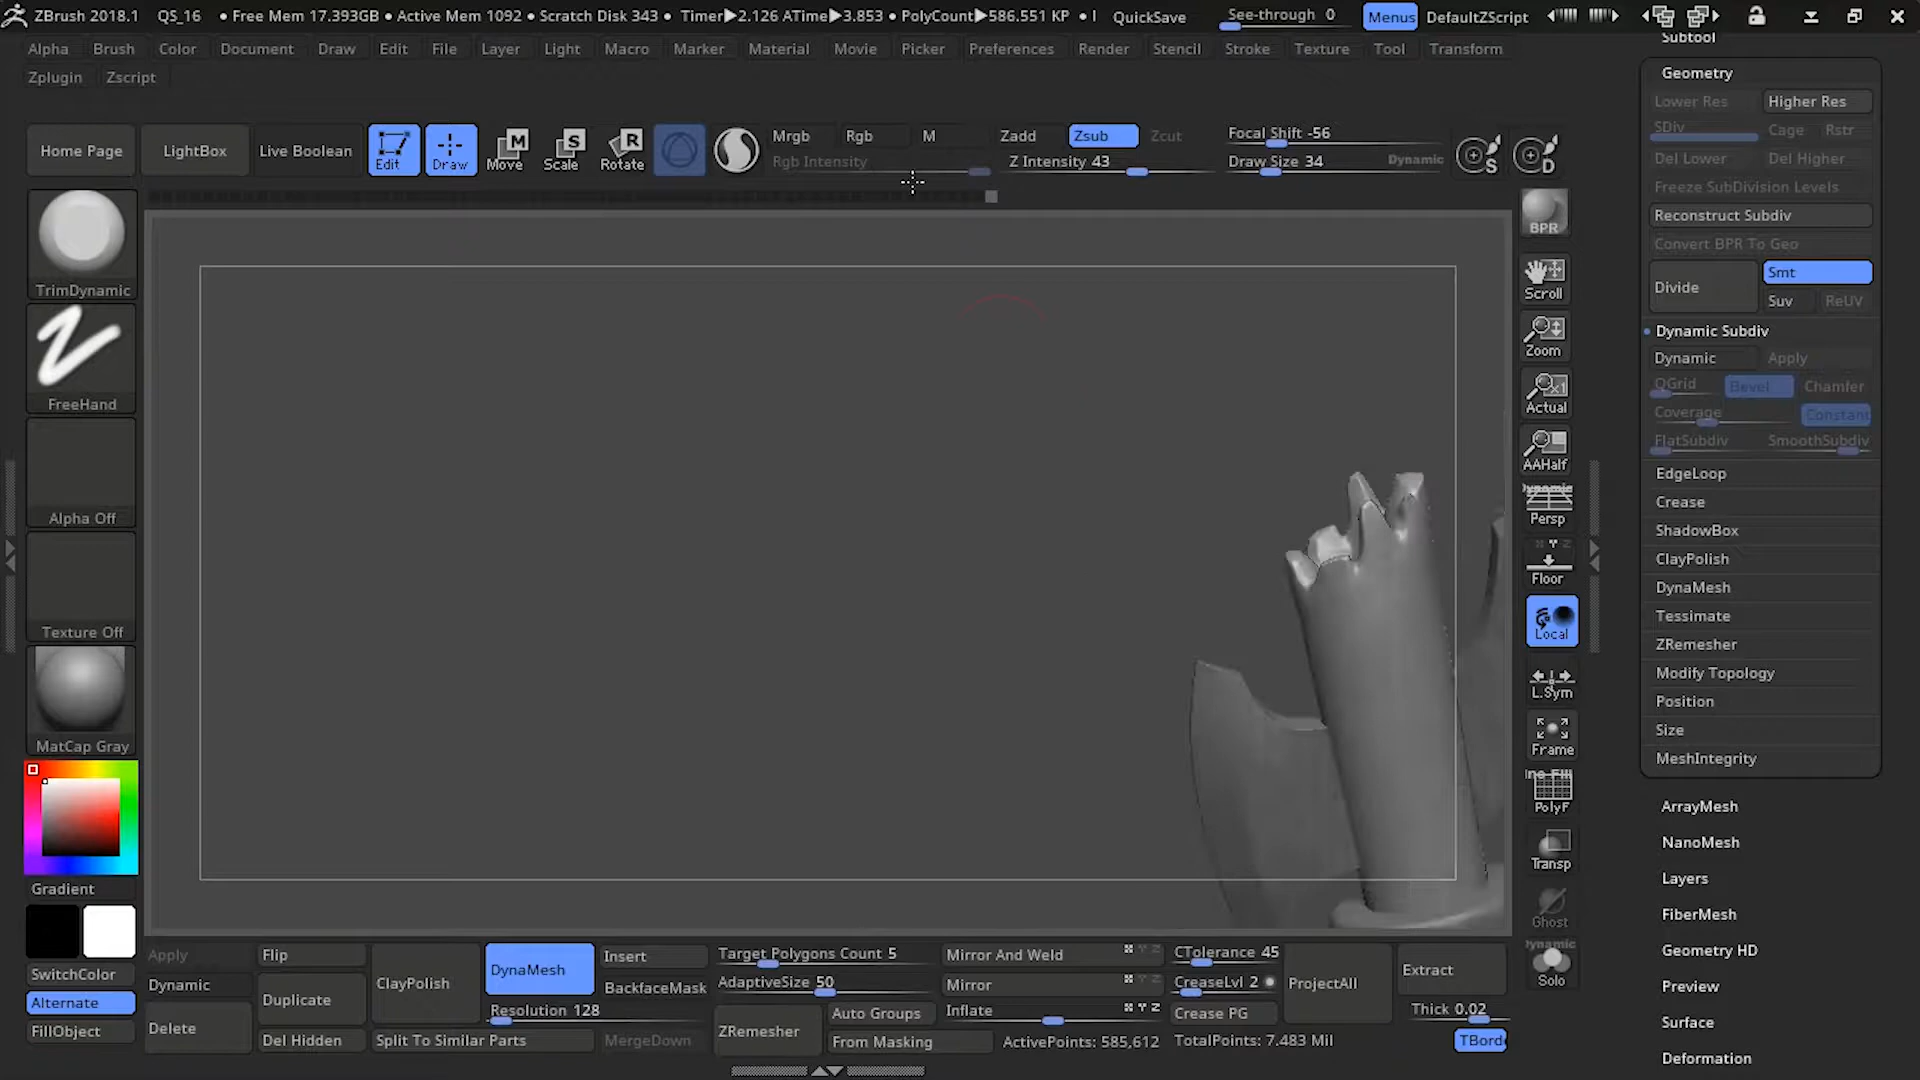 ZBrush 2018.1 QS_16 • Free Mem 17.393GB • Active Mem 1092 • Scratch Disk 343 • Timer▶2.126 ATime▶3.853 • PolyCount▶586.551 KP • I QuickSave See-through 0 Menus DefaultZScript
Alpha Brush Color Document Draw Edit File Layer Light Macro Marker Material Movie Picker Preferences Render Stencil Stroke Texture Tool Transform
Zplugin Zscript
Home Page LightBox Live Boolean Edit Draw Move Scale Rotate
M S R
Mrgb Rgb M Zadd Zsub Zcut Focal Shift -56
Rgb Intensity Z Intensity 43 Draw Size 34 Dynamic
S D
TrimDynamic
FreeHand
Alpha Off
Texture Off
MatCap Gray
Gradient
SwitchColor
Alternate
FillObject
BPR
Scroll
Zoom
Actual
AAHalf
Dynamic
Persp
Floor
Local
L.Sym
Frame
PolyF
Transp
Ghost
Dynamic
Solo
Subtool
Geometry
Lower Res Higher Res
SDiv Cage Rstr
Del Lower Del Higher
Freeze SubDivision Levels
Reconstruct Subdiv
Convert BPR To Geo
Divide Smt
Suv ReUV
Dynamic Subdiv
Dynamic Apply
QGrid Bevel Chamfer
Coverage Constan
FlatSubdiv SmoothSubdiv
EdgeLoop
Crease
ShadowBox
ClayPolish
DynaMesh
Tessimate
ZRemesher
Modify Topology
Position
Size
MeshIntegrity
ArrayMesh
NanoMesh
Layers
FiberMesh
Geometry HD
Preview
Surface
Deformation
Apply Flip
Dynamic Duplicate
Delete Del Hidden
ClayPolish DynaMesh Insert
BackfaceMask
Resolution 128
Split To Similar Parts MergeDown
Target Polygons Count 5
AdaptiveSize 50
ZRemesher Auto Groups
From Masking
Mirror And Weld
Mirror
Inflate
ActivePoints: 585,612
CTolerance 45
CreaseLvl 2
Crease PG
TotalPoints: 7.483 Mil
ProjectAll Extract
Thick 0.02
TBord